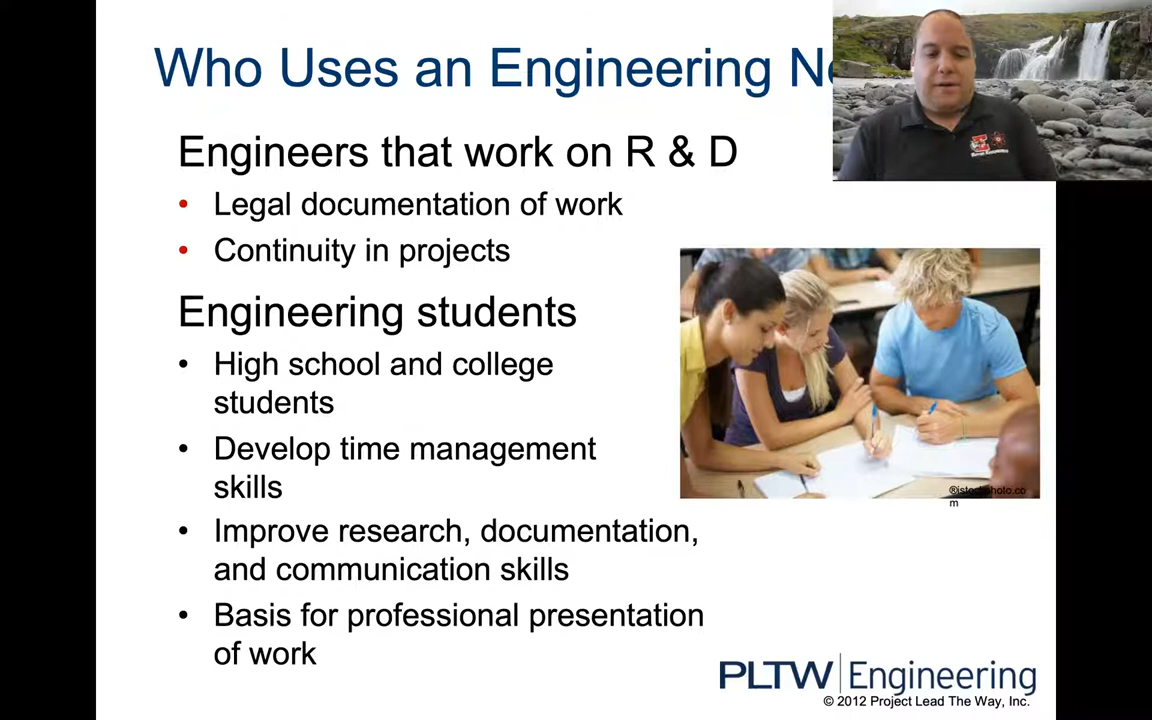 Who Uses an Engineering
Engineers that work on R & D
• Legal documentation of work
• Continuity in projects
Engineering students
• High school and college
students
• Develop time management
skills
• Improve research, documentation,
and communication skills
• Basis for professional presentation
of work
PLTW Engineering
© 2012 Project Lead The Way, Inc.